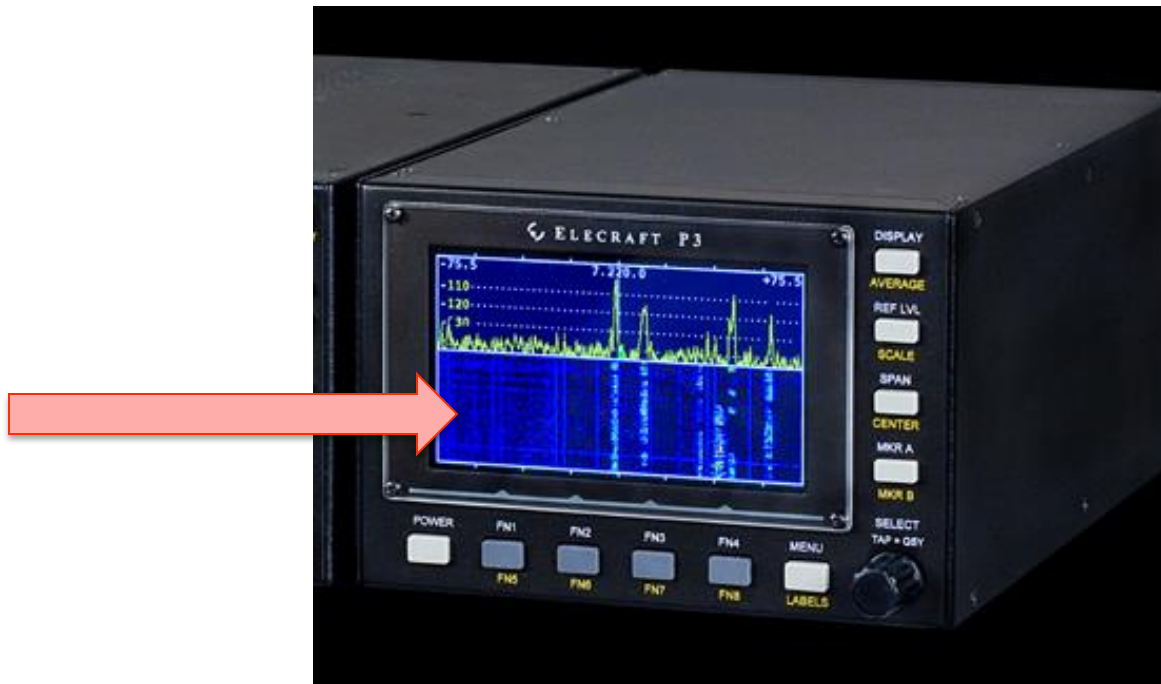 ELECRAFT P3
-75.5 7.220.0 +75.5
-110
-120
30
DISPLAY
AVERAGE
REF LVL
SCALE
SPAN
CENTER
MKR A
MKR B
SELECT
TAP = QSY
POWER
FN1 FN2 FN3 FN4 MENU
FN5 FN6 FN7 FN8 LABELS